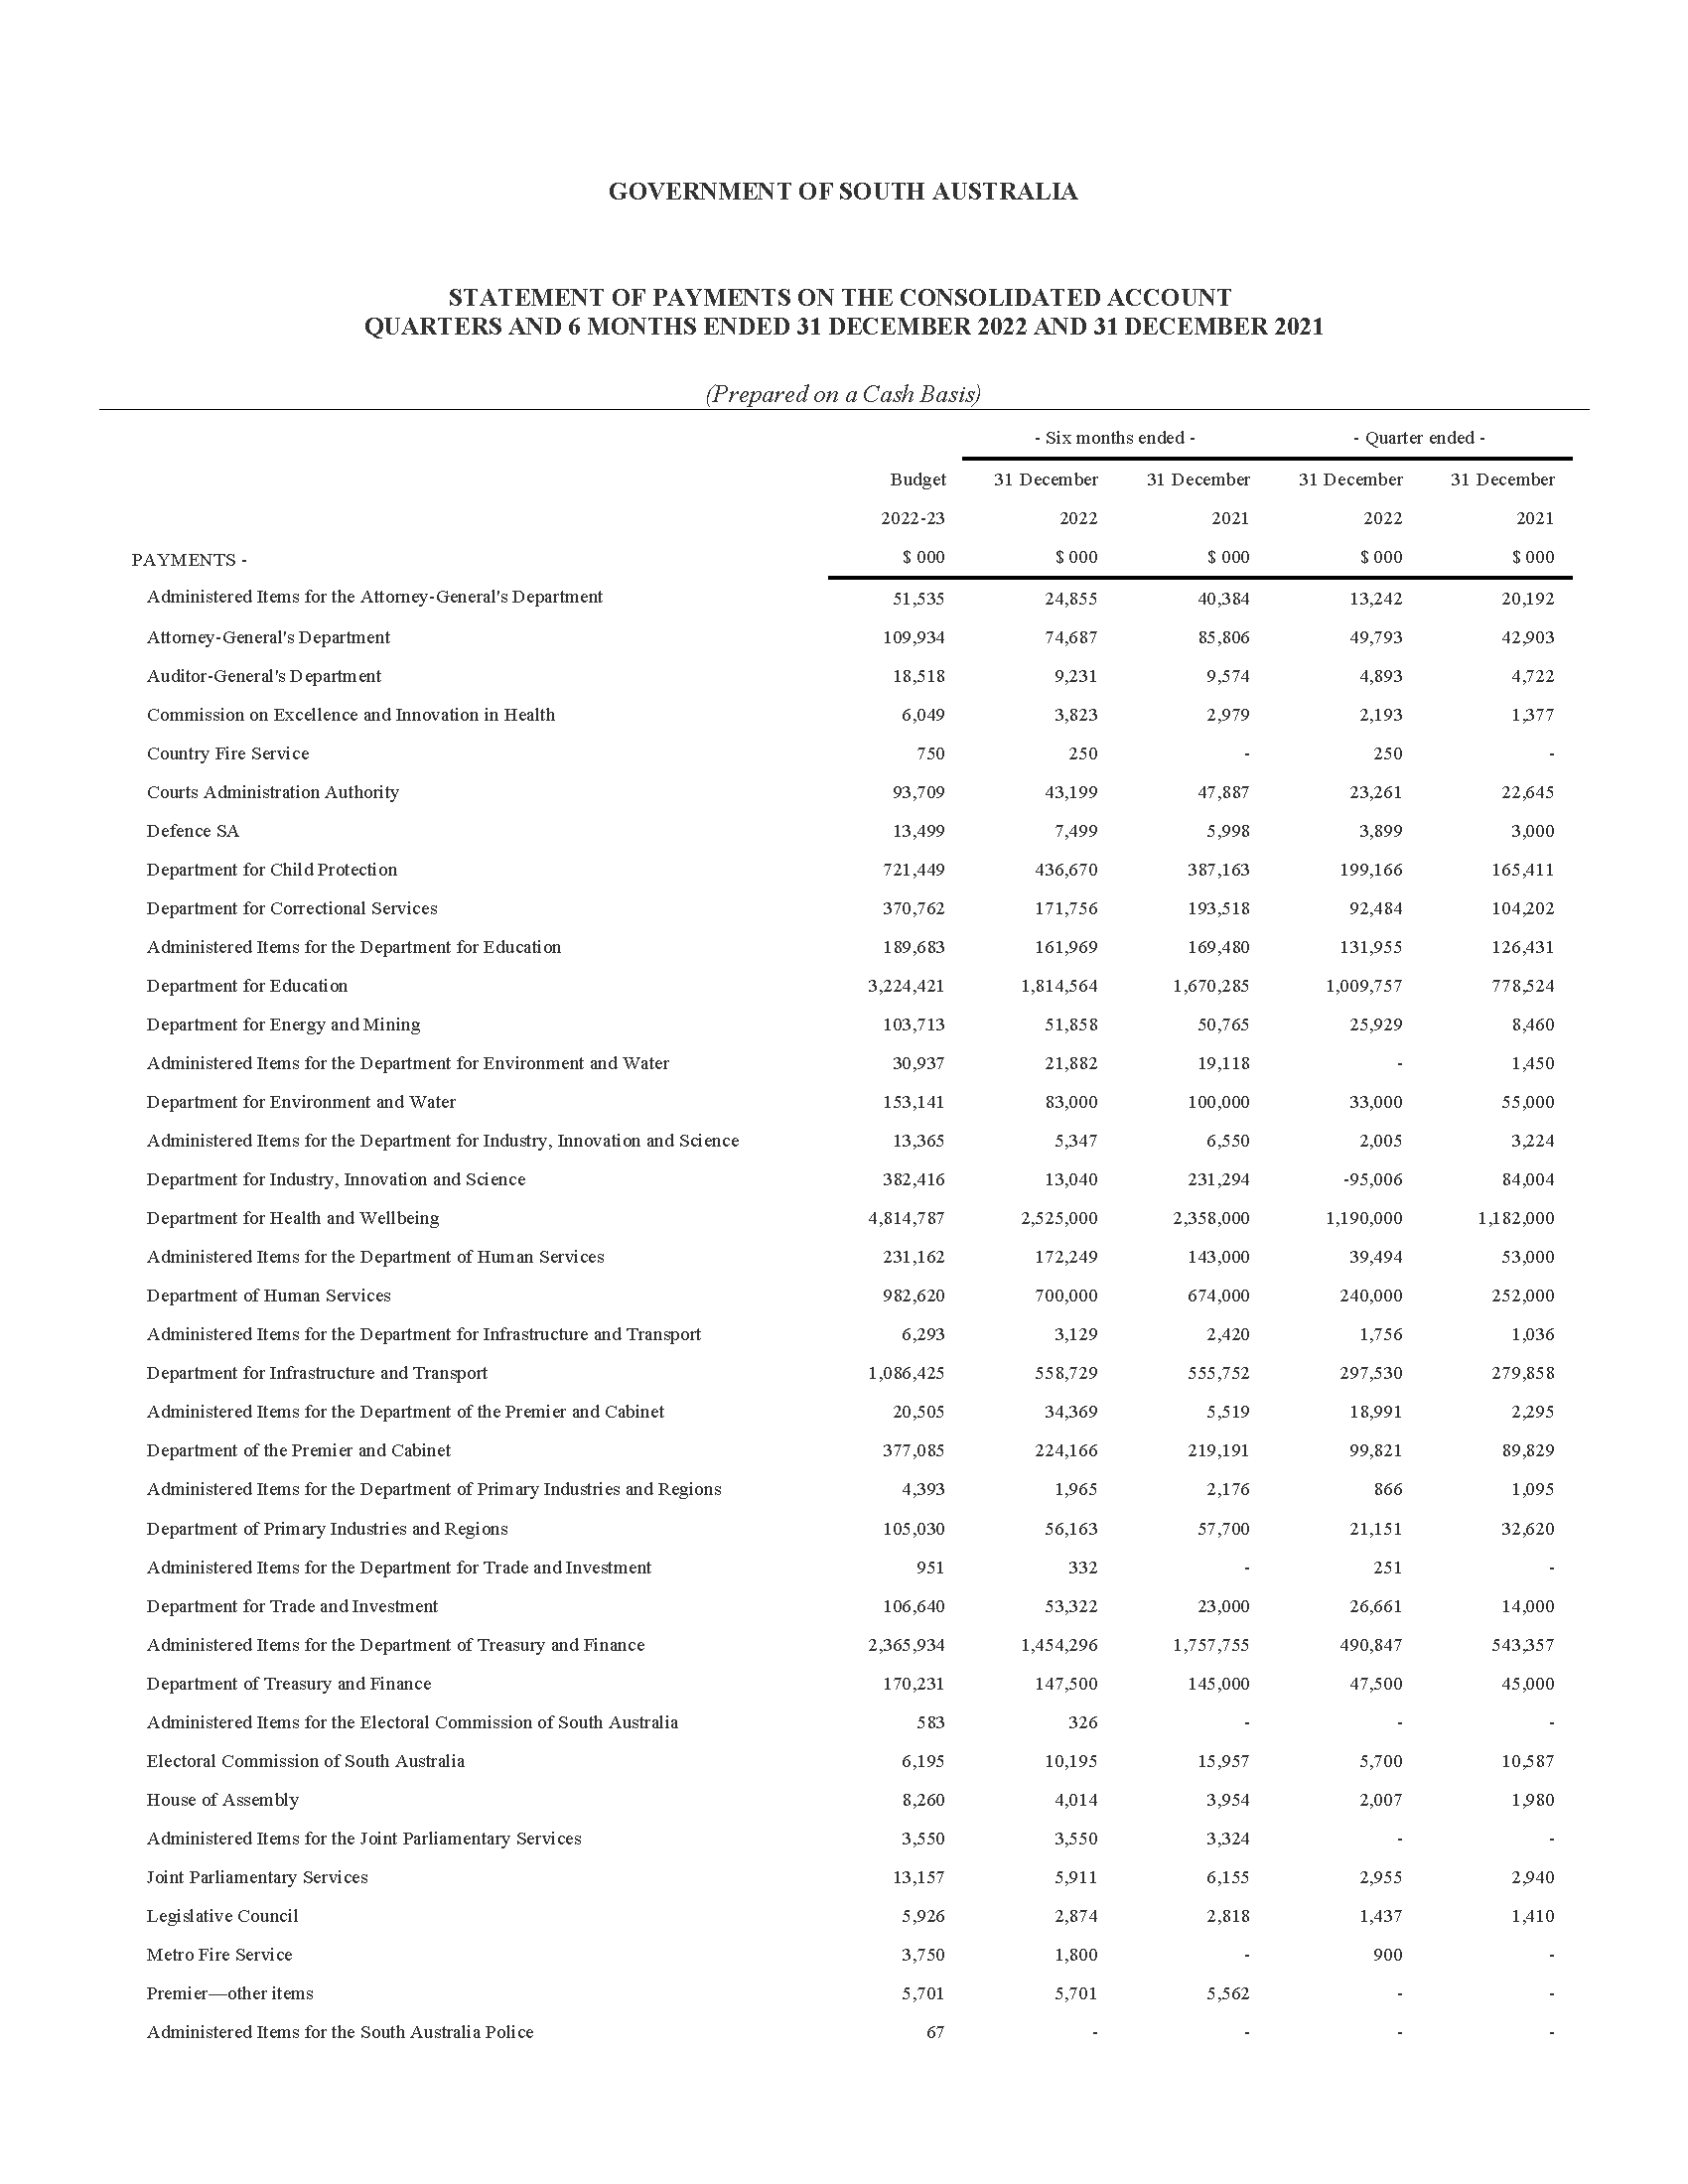 GOVERNMENT OF SOUTH AUSTRALIA
STATEMENT OF PAYMENTS ON THE CONSOLIDATED ACCOUNT
QUARTERS AND 6 MONTHS ENDED 31 DECEMBER 2022 AND 31 DECEMBER 2021
(Prepared on a Cash Basis)
- Six months ended - - Quarter ended -
Budget 31 December 31 December 31 December 31 December
2022-23 2022 2021 2022 2021
PAYMENTS - $ 000 $ 000 $ 000 $ 000 $ 000
Administered Items for the Attorney-General's Department 51,535 24,855 40,384 13,242 20,192
Attorney-General's Department 109,934 74,687 85,806 49,793 42,903
Auditor-General's Department 18,518 9,231 9,574 4,893 4,722
Commission on Excellence and Innovation in Health 6,049 3,823 2,979 2,193 1,377
Country Fire Service 750 250 - 250 -
Courts Administration Authority 93,709 43,199 47,887 23,261 22,645
Defence SA 13,499 7,499 5,998 3,899 3,000
Department for Child Protection 721,449 436,670 387,163 199,166 165,411
Department for Correctional Services 370,762 171,756 193,518 92,484 104,202
Administered Items for the Department for Education 189,683 161,969 169,480 131,955 126,431
Department for Education 3,224,421 1,814,564 1,670,285 1,009,757 778,524
Department for Energy and Mining 103,713 51,858 50,765 25,929 8,460
Administered Items for the Department for Environment and Water 30,937 21,882 19,118 - 1,450
Department for Environment and Water 153,141 83,000 100,000 33,000 55,000
Administered Items for the Department for Industry, Innovation and Science 13,365 5,347 6,550 2,005 3,224
Department for Industry, Innovation and Science 382,416 13,040 231,294 -95,006 84,004
Department for Health and Wellbeing 4,814,787 2,525,000 2,358,000 1,190,000 1,182,000
Administered Items for the Department of Human Services 231,162 172,249 143,000 39,494 53,000
Department of Human Services 982,620 700,000 674,000 240,000 252,000
Administered Items for the Department for Infrastructure and Transport 6,293 3,129 2,420 1,756 1,036
Department for Infrastructure and Transport 1,086,425 558,729 555,752 297,530 279,858
Administered Items for the Department of the Premier and Cabinet 20,505 34,369 5,519 18,991 2,295
Department of the Premier and Cabinet 377,085 224,166 219,191 99,821 89,829
Administered Items for the Department of Primary Industries and Regions 4,393 1,965 2,176 866 1,095
Department of Primary Industries and Regions 105,030 56,163 57,700 21,151 32,620
Administered Items for the Department for Trade and Investment 951 332 - 251 -
Department for Trade and Investment 106,640 53,322 23,000 26,661 14,000
Administered Items for the Department of Treasury and Finance 2,365,934 1,454,296 1,757,755 490,847 543,357
Department of Treasury and Finance 170,231 147,500 145,000 47,500 45,000
Administered Items for the Electoral Commission of South Australia 583 326 - - -
Electoral Commission of South Australia 6,195 10,195 15,957 5,700 10,587
House of Assembly 8,260 4,014 3,954 2,007 1,980
Administered Items for the Joint Parliamentary Services 3,550 3,550 3,324 - -
Joint Parliamentary Services 13,157 5,911 6,155 2,955 2,940
Legislative Council 5,926 2,874 2,818 1,437 1,410
Metro Fire Service 3,750 1,800 - 900 -
Premier—other items 5,701 5,701 5,562 - -
Administered Items for the South Australia Police 67 - - - -